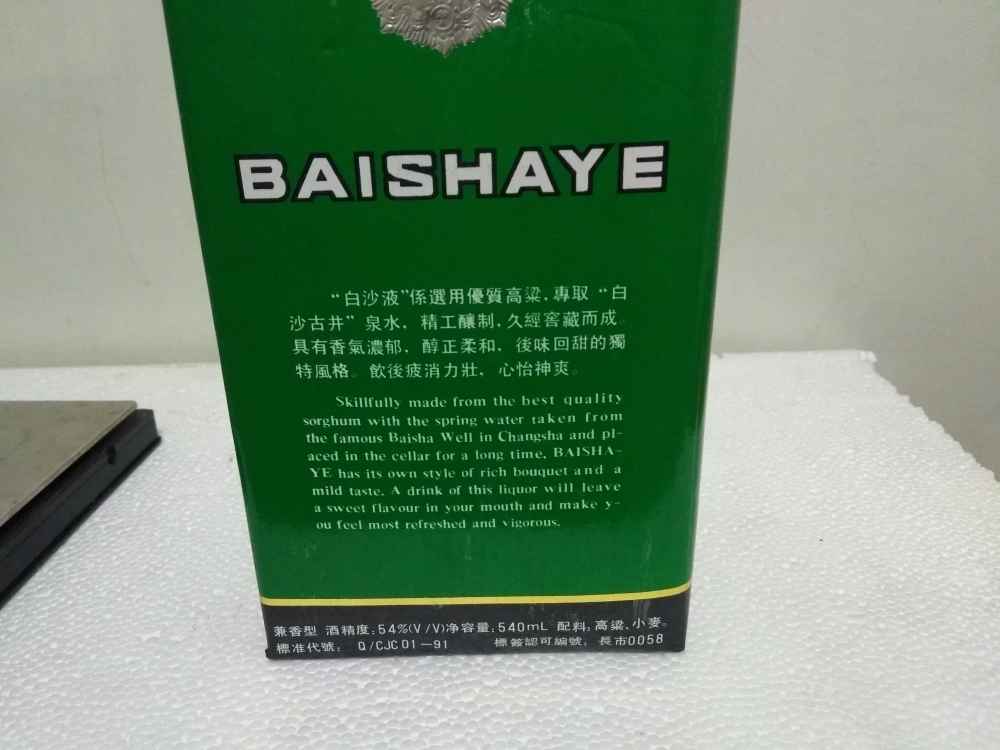 BAISHAYE
“白沙液”係選用優質高粱，專取“白
沙古井”泉水，精工釀制，久經窖藏而成。
具有香氣濃郁，醇正柔和，後味回甜的獨
特風格。飲後疲消力壯，心怡神爽。
Skillfully made from the best quality
sorghum with the spring water taken from
the famous Baisha Well in Changsha and pl-
aced in the cellar for a long time, BAISHA-
YE has its own style of rich bouquet and a
mild taste. A drink of this liquor will leave
a sweet flavour in your mouth and make y-
ou feel most refreshed and vigorous.
兼香型 酒精度：54%(V/V)净容量：540mL 配料：高粱、小麥。
標准代號： Q/CJC 01—91 標簽認可編號：長市0058